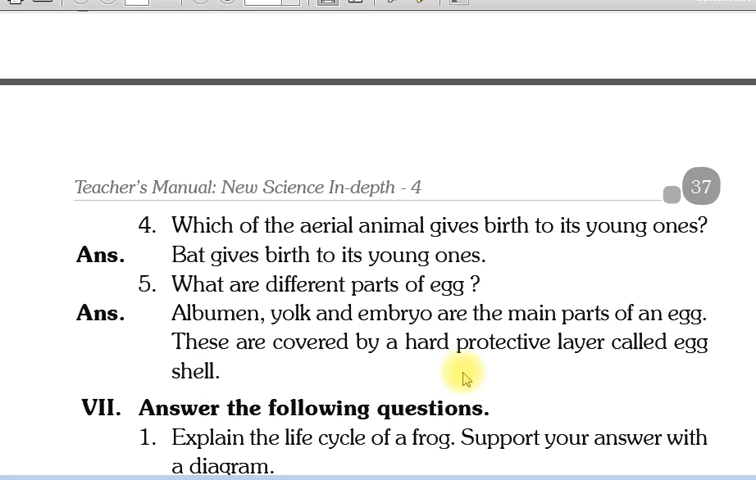 Teacher's Manual: New Science In-depth - 4 37
4. Which of the aerial animal gives birth to its young ones?
Ans. Bat gives birth to its young ones.
5. What are different parts of egg ?
Ans. Albumen, yolk and embryo are the main parts of an egg.
These are covered by a hard protective layer called egg
shell.
VII. Answer the following questions.
1. Explain the life cycle of a frog. Support your answer with
a diagram.